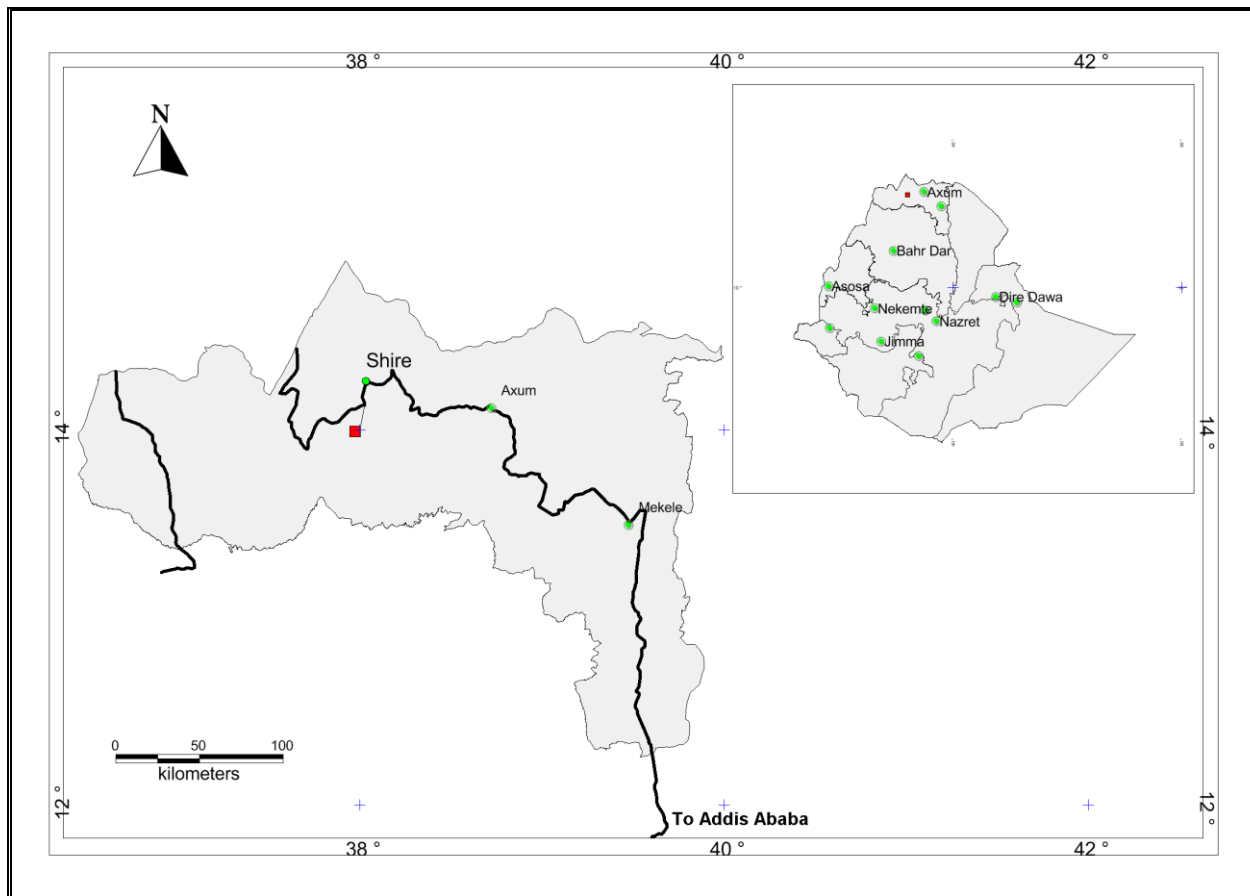 38 °
40 °
42 °
N
Axum
Bahr Dar
Asosa
Nekemte
Dire Dawa
Nazret
Jimma
Shire
Axum
14 °
14 °
Mekele
0 50 100
kilometers
12 °
12 °
To Addis Ababa
38 °
40 °
42 °